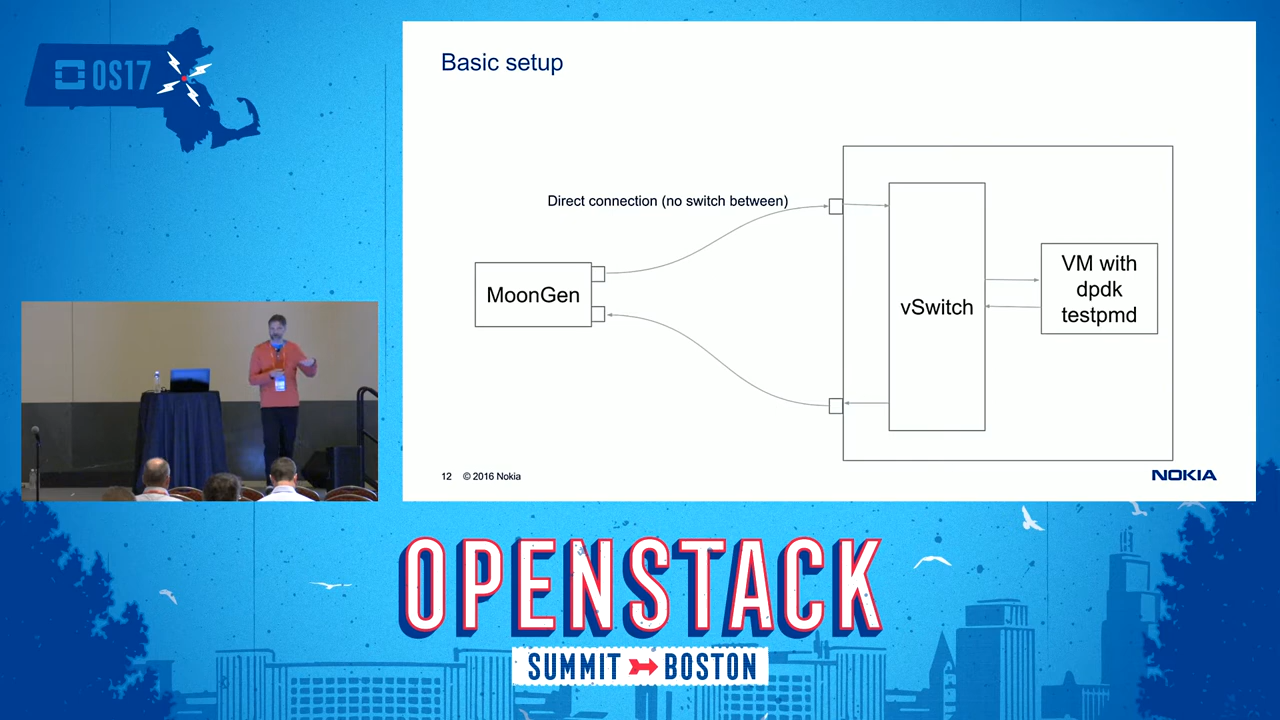 OS17
Basic setup
Direct connection (no switch between)
MoonGen
vSwitch
VM with
dpdk
testpmd
12 © 2016 Nokia
NOKIA
OPENSTACK
SUMMIT BOSTON